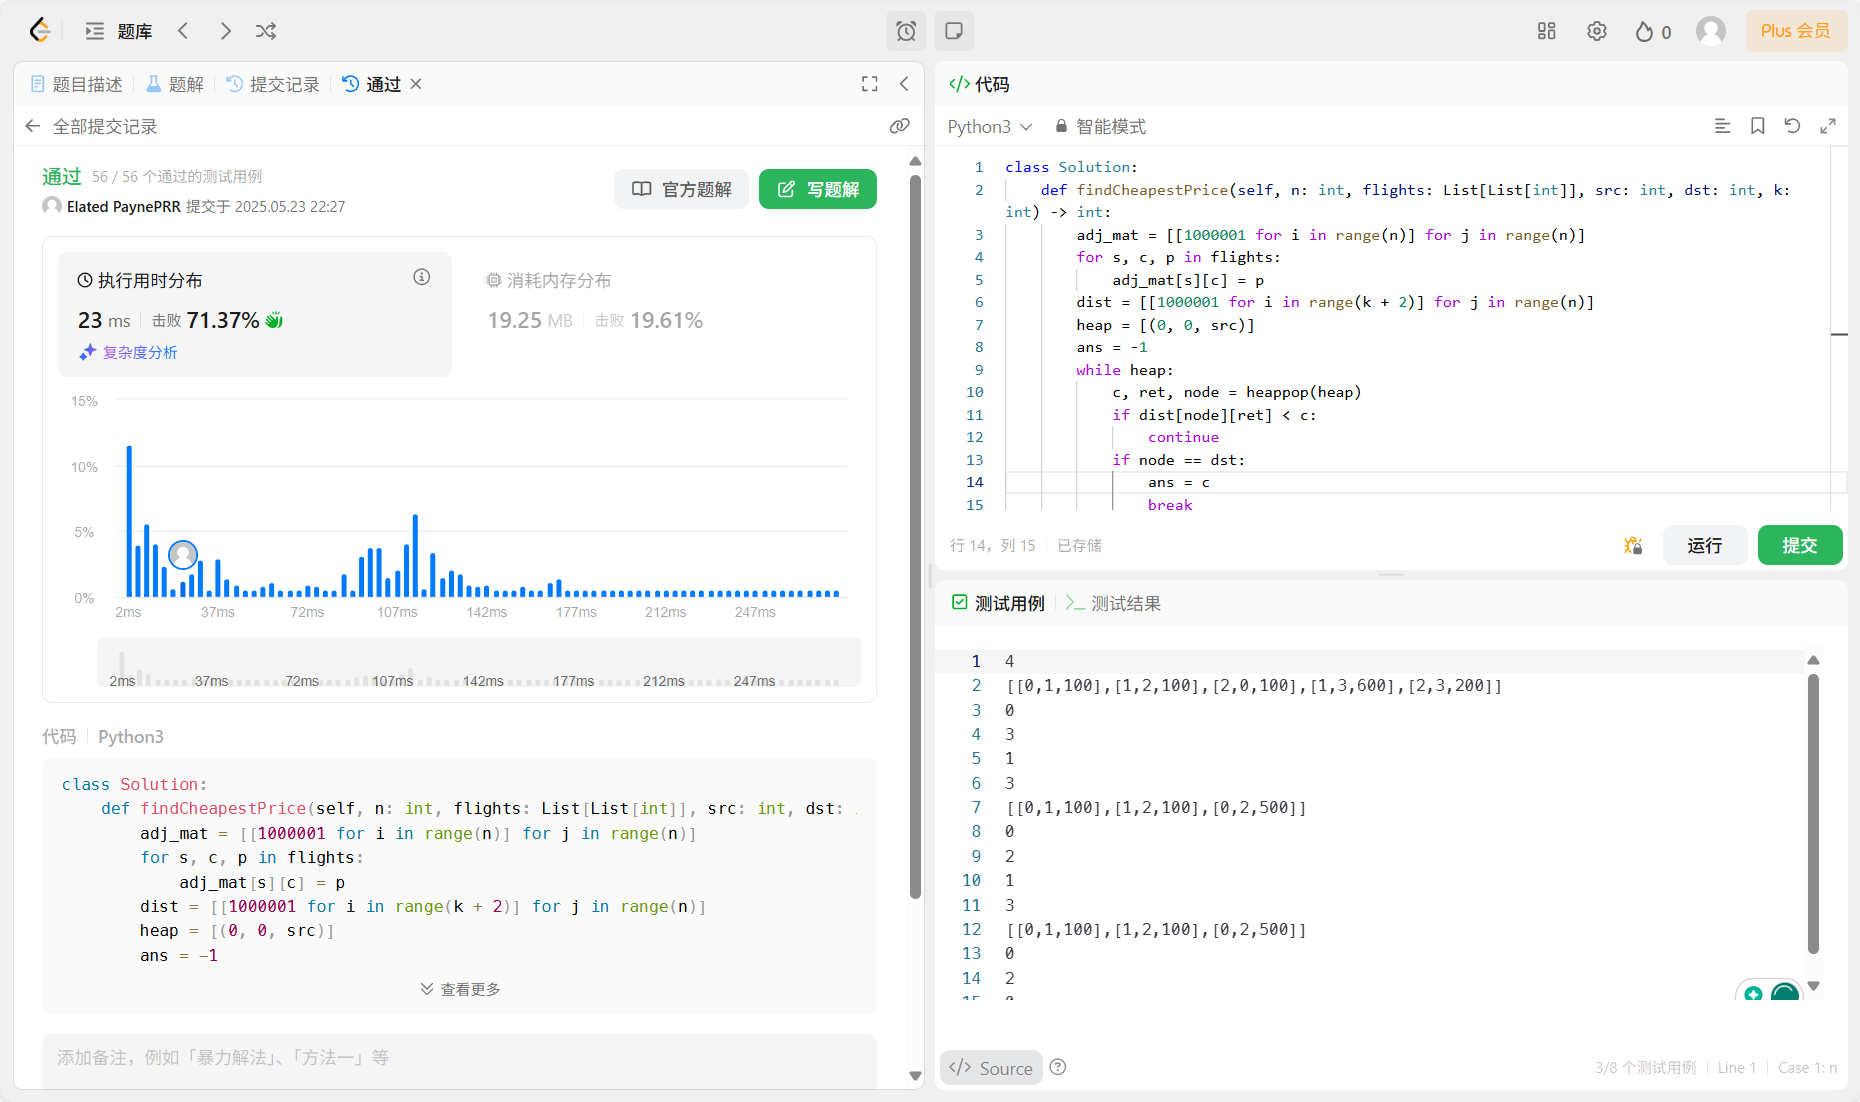 题库
0
Plus 会员
题目描述
题解
提交记录
通过
全部提交记录
通过 56 / 56 个通过的测试用例
Elated PaynePRR 提交于 2025.05.23 22:27
官方题解
写题解
执行用时分布
23 ms 击败 71.37%
复杂度分析
消耗内存分布
19.25 MB 击败 19.61%
15%
10%
5%
0%
2ms 37ms 72ms 107ms 142ms 177ms 212ms 247ms
2ms 37ms 72ms 107ms 142ms 177ms 212ms 247ms
代码 Python3
class Solution:
    def findCheapestPrice(self, n: int, flights: List[List[int]], src: int, dst:
        adj_mat = [[1000001 for i in range(n)] for j in range(n)]
        for s, c, p in flights:
            adj_mat[s][c] = p
        dist = [[1000001 for i in range(k + 2)] for j in range(n)]
        heap = [(0, 0, src)]
        ans = -1
查看更多
添加备注，例如「暴力解法」、「方法一」等
代码
Python3 智能模式
1 class Solution:
2     def findCheapestPrice(self, n: int, flights: List[List[int]], src: int, dst: int, k:
int) -> int:
3         adj_mat = [[1000001 for i in range(n)] for j in range(n)]
4         for s, c, p in flights:
5             adj_mat[s][c] = p
6         dist = [[1000001 for i in range(k + 2)] for j in range(n)]
7         heap = [(0, 0, src)]
8         ans = -1
9         while heap:
10             c, ret, node = heappop(heap)
11             if dist[node][ret] < c:
12                 continue
13             if node == dst:
14                 ans = c
15                 break
行 14，列 15 已存储
运行
提交
测试用例
测试结果
1 4
2 [[0,1,100],[1,2,100],[2,0,100],[1,3,600],[2,3,200]]
3 0
4 3
5 1
6 3
7 [[0,1,100],[1,2,100],[0,2,500]]
8 0
9 2
10 1
11 3
12 [[0,1,100],[1,2,100],[0,2,500]]
13 0
14 2
15 0
Source
3/8 个测试用例 Line 1 Case 1: n